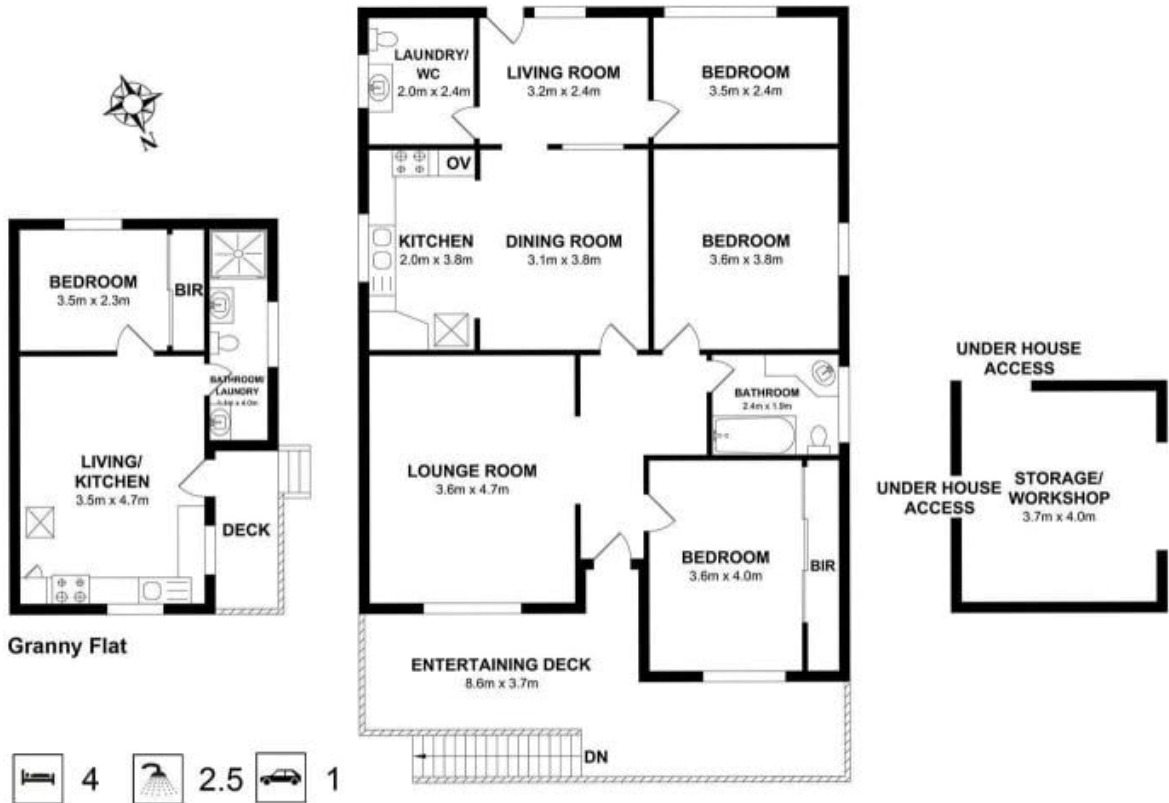 LAUNDRY/
WC
2.0m x 2.4m
LIVING ROOM
3.2m x 2.4m
BEDROOM
3.5m x 2.4m
N
OV
KITCHEN
2.0m x 3.8m
DINING ROOM
3.1m x 3.8m
BEDROOM
3.6m x 3.8m
BEDROOM
3.5m x 2.3m
BIR
BATHROOM/
LAUNDRY
x 4.0m
LIVING/
KITCHEN
3.5m x 4.7m
DECK
Granny Flat
BATHROOM
2.4m x 1.9m
LOUNGE ROOM
3.6m x 4.7m
BEDROOM
3.6m x 4.0m
BIR
ENTERTAINING DECK
8.6m x 3.7m
DN
UNDER HOUSE
ACCESS
UNDER HOUSE
ACCESS
STORAGE/
WORKSHOP
3.7m x 4.0m
4
2.5
1